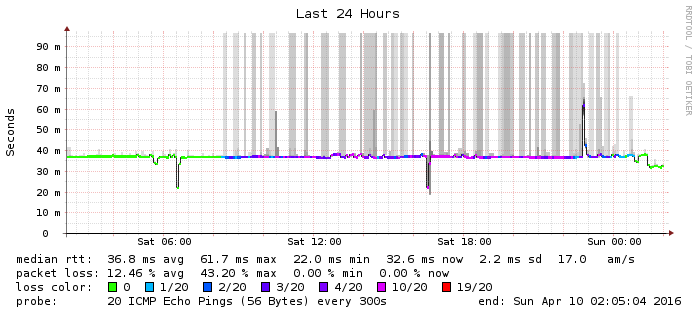 Last 24 Hours
RRDTOOL / TOBI OETIKER
Seconds
90 m
80 m
70 m
60 m
50 m
40 m
30 m
20 m
10 m
0
Sat 06:00 Sat 12:00 Sat 18:00 Sun 00:00
median rtt: 36.8 ms avg 61.7 ms max 22.0 ms min 32.6 ms now 2.2 ms sd 17.0 am/s
packet loss: 12.46 % avg 43.20 % max 0.00 % min 0.00 % now
loss color: 0 1/20 2/20 3/20 4/20 10/20 19/20
probe: 20 ICMP Echo Pings (56 Bytes) every 300s end: Sun Apr 10 02:05:04 2016